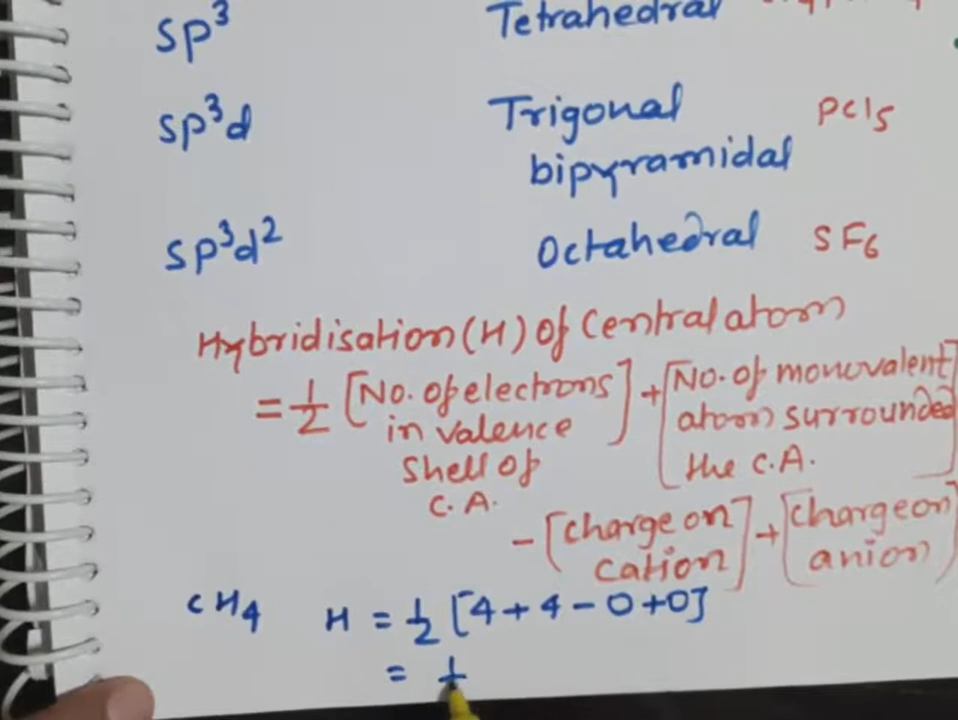 sp³ Tetrahedral
sp³d Trigonal bipyramidal PCl5
sp³d² Octahedral SF6
Hybridisation (H) of Central atom
= 1/2 [No. of electrons in valence shell of C.A.] + [No. of monovalent atom surrounded the C.A.]
- [charge on cation] + [charge on anion]
CH4 H = 1/2 [4+4-0+0]
= 1